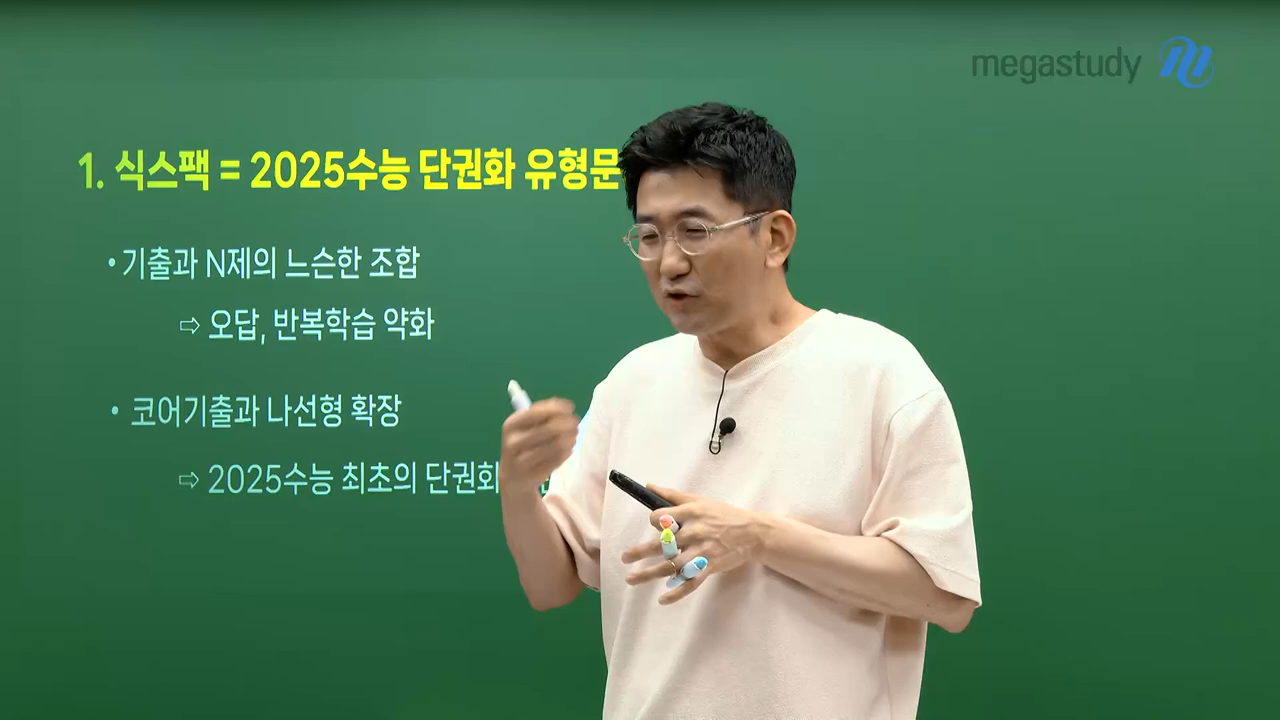 megastudy
1. 식스팩 = 2025수능 단권화 유형문
• 기출과 N제의 느슨한 조합
⇨ 오답, 반복학습 약화
• 코어기출과 나선형 확장
⇨ 2025수능 최초의 단권화